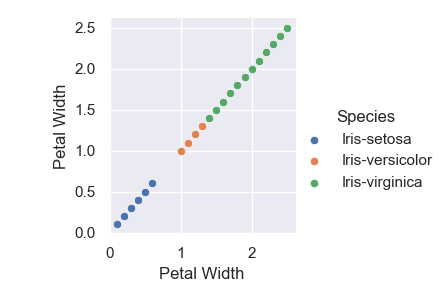 2.5
2.0
1.5
1.0
0.5
0.0
Petal Width
0
1
2
Petal Width
Species
Iris-setosa
Iris-versicolor
Iris-virginica